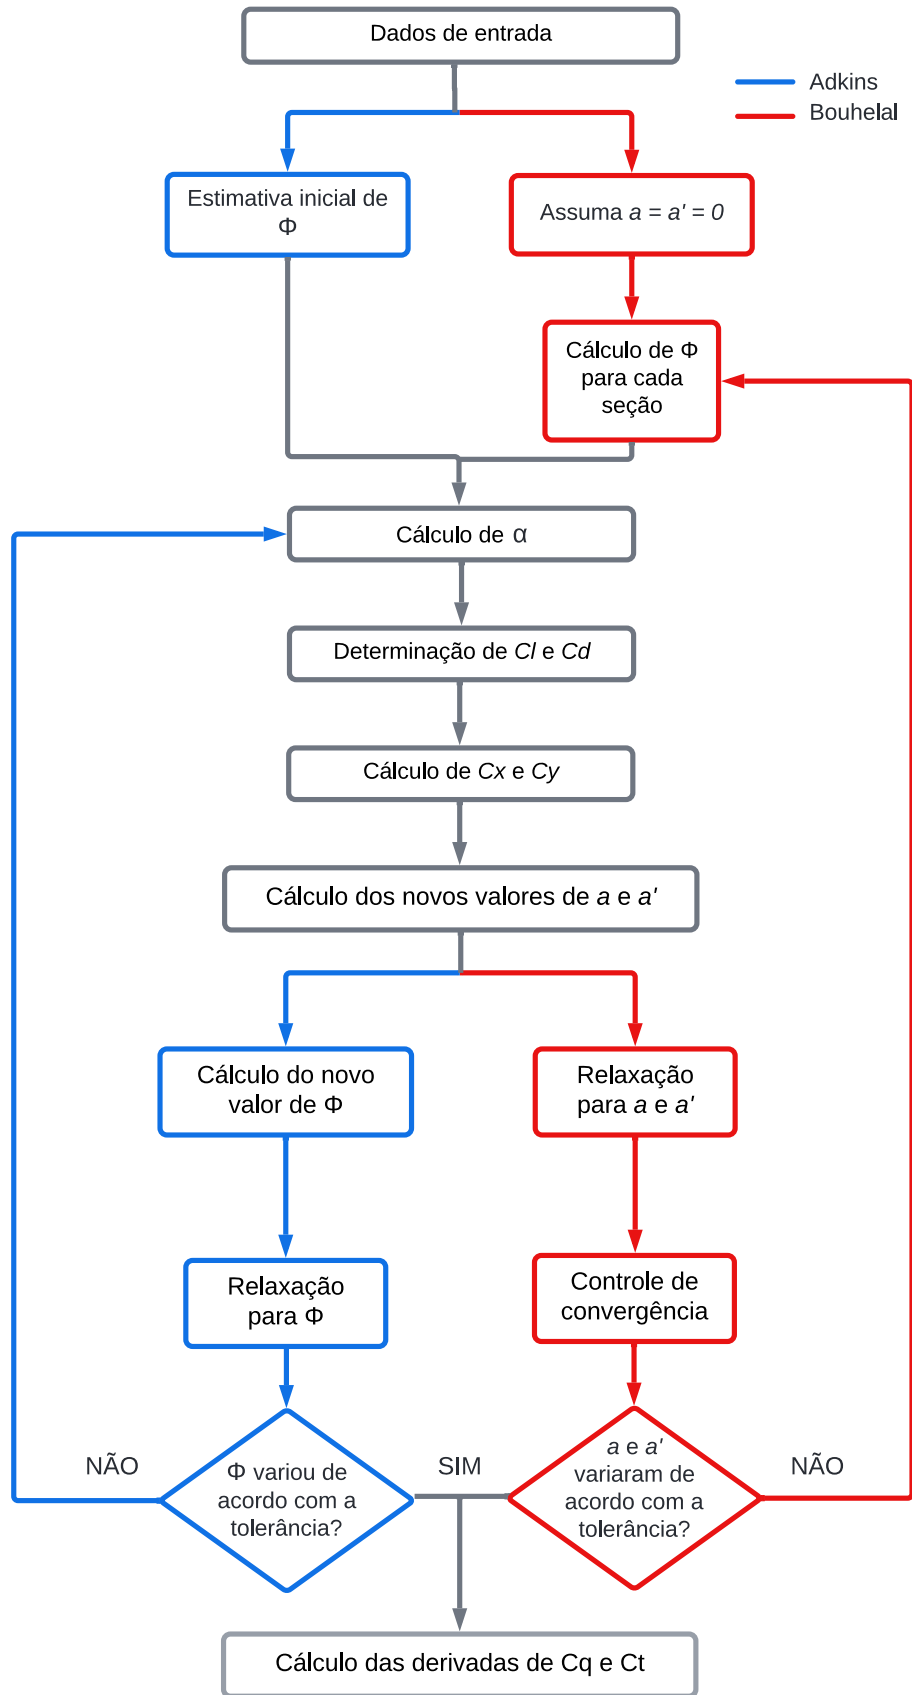 Dados de entrada
Adkins
Bouhelal
Estimativa inicial de
Φ
Assuma a = a' = 0
Cálculo de Φ
para cada
seção
Cálculo de α
Determinação de Cl e Cd
Cálculo de Cx e Cy
Cálculo dos novos valores de a e a'
Cálculo do novo
valor de Φ
Relaxação
para a e a'
Relaxação
para Φ
Controle de
convergência
NÃO
Φ variou de
acordo com a
tolerância?
SIM
a e a'
variaram de
acordo com a
tolerância?
NÃO
Cálculo das derivadas de Cq e Ct